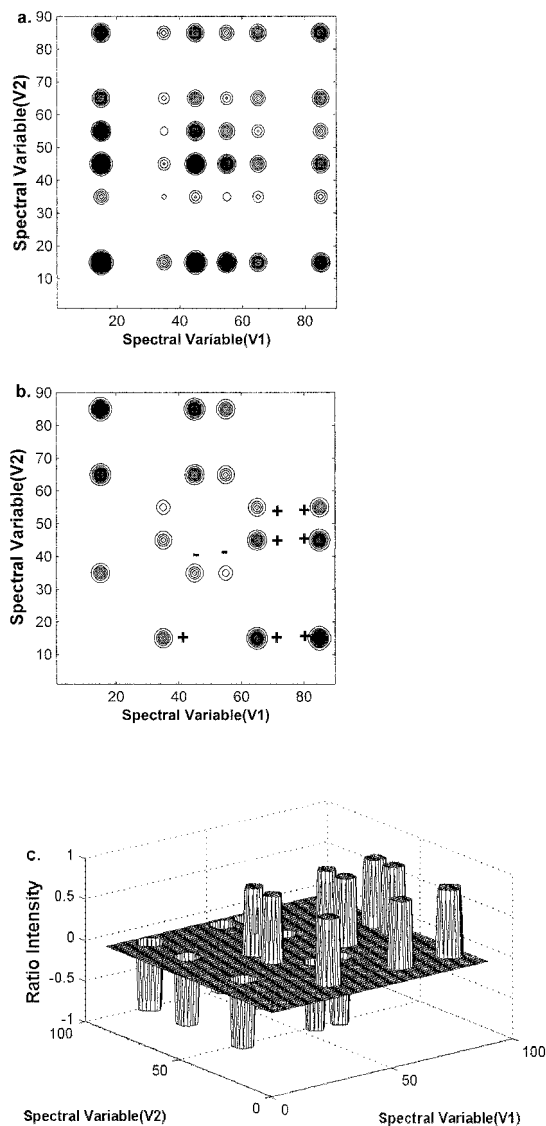 a.
90
80
70
60
50
40
30
20
10
Spectral Variable(V2)
20 40 60 80
Spectral Variable(V1)
b.
90
80
70
60
50
40
30
20
10
Spectral Variable(V2)
+ +
+ +
- -
+ + +
20 40 60 80
Spectral Variable(V1)
c.
1
0.5
0
-0.5
-1
Ratio Intensity
100
50
0
0
50
100
Spectral Variable(V2)
Spectral Variable(V1)